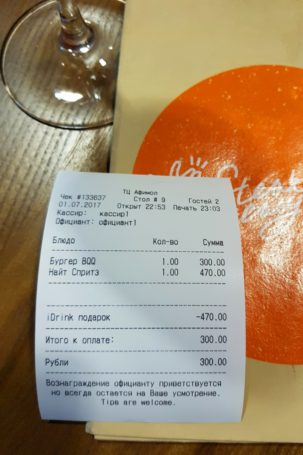 ТЦ Афимол
Чек #133637 Стол # 9 Гостей 2
01.07.2017 Открыт 22:53 Печать 23:03
Кассир: кассир1
Официант: официант1
Блюдо Кол-во Сумма
Бургер BDQ 1.00 300.00
Найт Спритз 1.00 470.00
iDrink подарок -470.00
Итого к оплате: 300.00
Рубли 300.00
Вознаграждение официанту приветствуется
но всегда остается на Ваше усмотрение.
Tips are welcome.